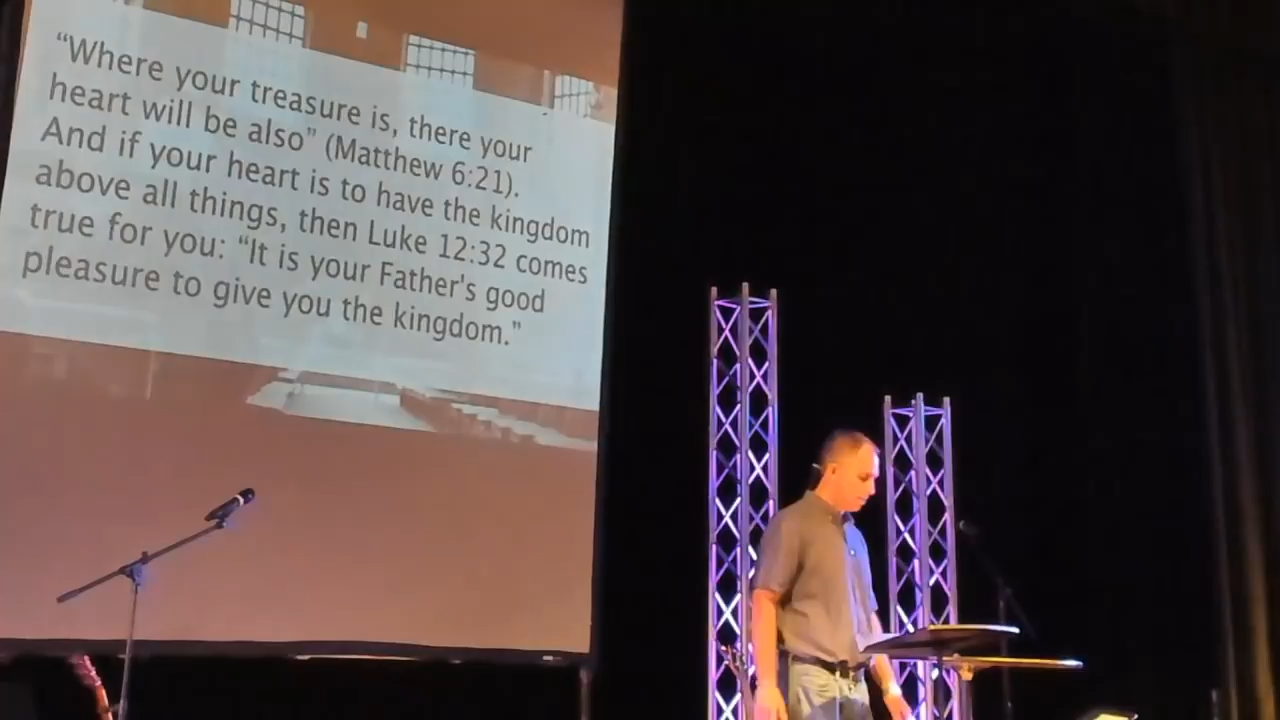 “Where your treasure is, there your
heart will be also” (Matthew 6:21).
And if your heart is to have the kingdom
above all things, then Luke 12:32 comes
true for you: “It is your Father's good
pleasure to give you the kingdom.”